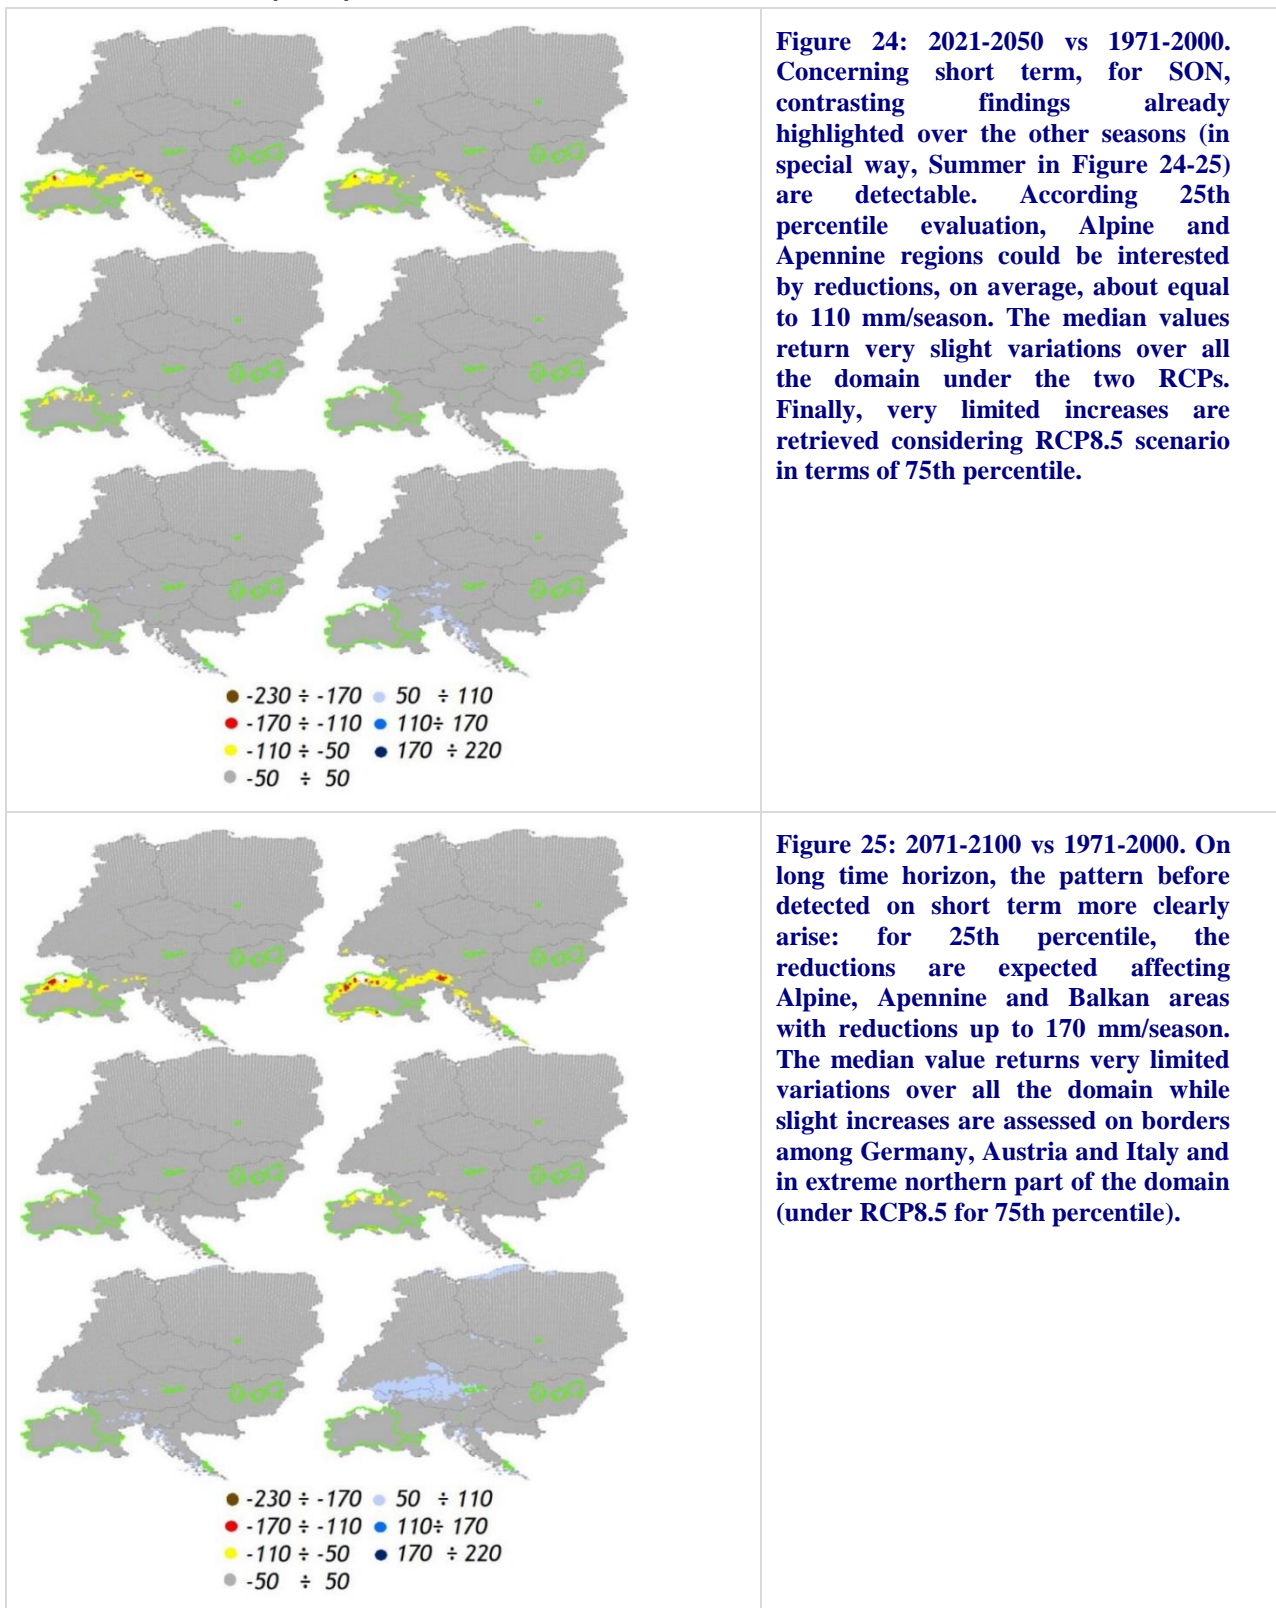 Figure 24: 2021-2050 vs 1971-2000.
Concerning short term, for SON,
contrasting findings already
highlighted over the other seasons (in
special way, Summer in Figure 24-25)
are detectable. According 25th
percentile evaluation, Alpine and
Apennine regions could be interested
by reductions, on average, about equal
to 110 mm/season. The median values
return very slight variations over all
the domain under the two RCPs.
Finally, very limited increases are
retrieved considering RCP8.5 scenario
in terms of 75th percentile.
-230 ÷ -170 50 ÷ 110
-170 ÷ -110 110÷ 170
-110 ÷ -50 170 ÷ 220
-50 ÷ 50
Figure 25: 2071-2100 vs 1971-2000. On
long time horizon, the pattern before
detected on short term more clearly
arise: for 25th percentile, the
reductions are expected affecting
Alpine, Apennine and Balkan areas
with reductions up to 170 mm/season.
The median value returns very limited
variations over all the domain while
slight increases are assessed on borders
among Germany, Austria and Italy and
in extreme northern part of the domain
(under RCP8.5 for 75th percentile).
-230 ÷ -170 50 ÷ 110
-170 ÷ -110 110÷ 170
-110 ÷ -50 170 ÷ 220
-50 ÷ 50